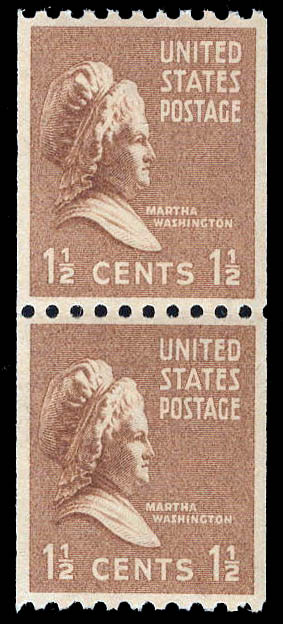 UNITED
STATES
POSTAGE
MARTHA
WASHINGTON
1½ CENTS 1½
UNITED
STATES
POSTAGE
MARTHA
WASHINGTON
1½ CENTS 1½